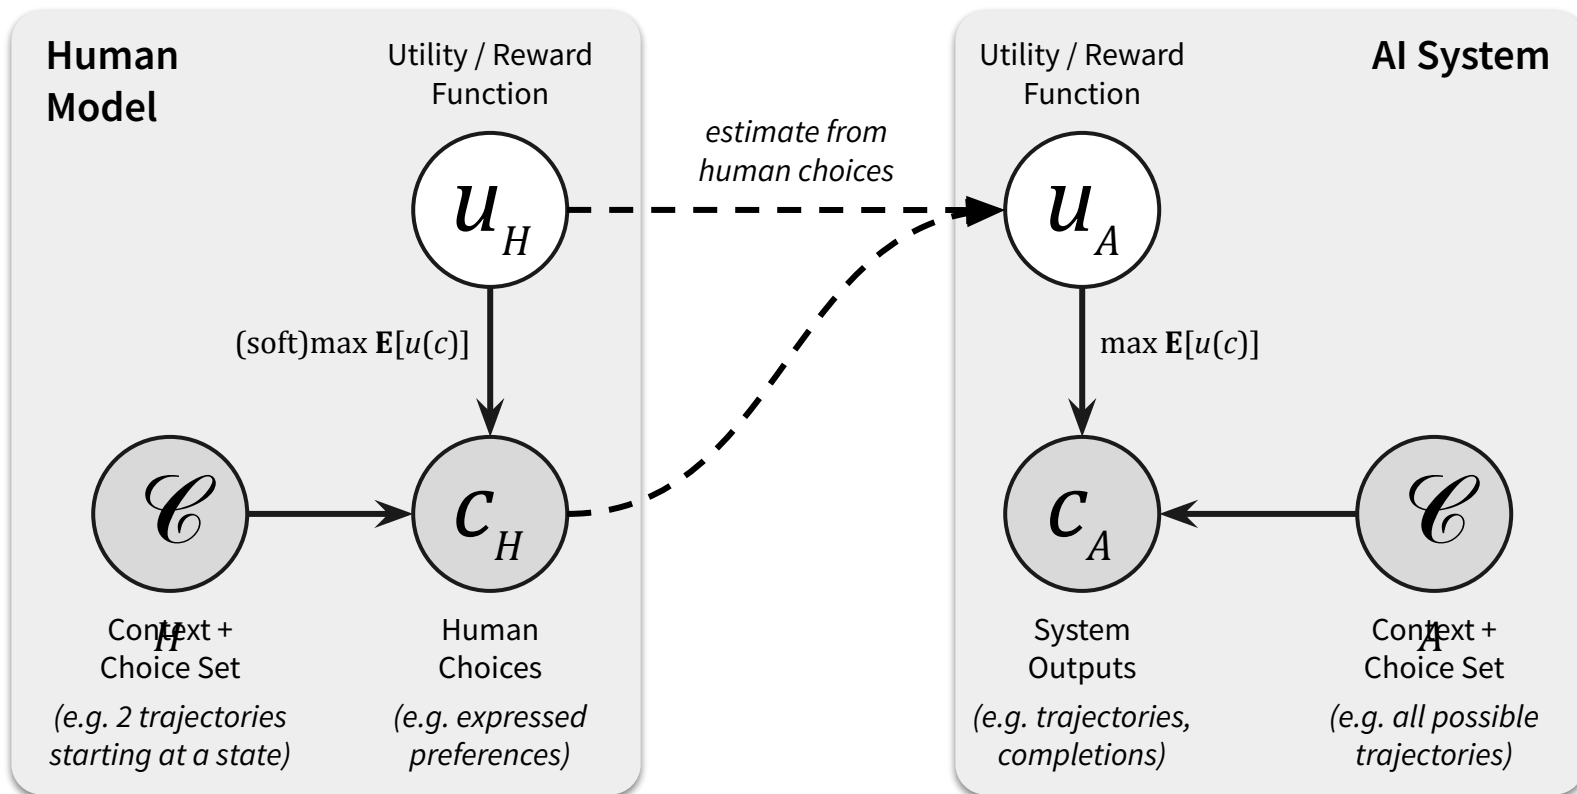 Human
Model
Utility / Reward
Function
u_H
(soft)max E[u(c)]
𝒞
H
Context +
Choice Set
(e.g. 2 trajectories
starting at a state)
c_H
Human
Choices
(e.g. expressed
preferences)
estimate from
human choices
AI System
Utility / Reward
Function
u_A
max E[u(c)]
c_A
System
Outputs
(e.g. trajectories,
completions)
𝒞
A
Context +
Choice Set
(e.g. all possible
trajectories)